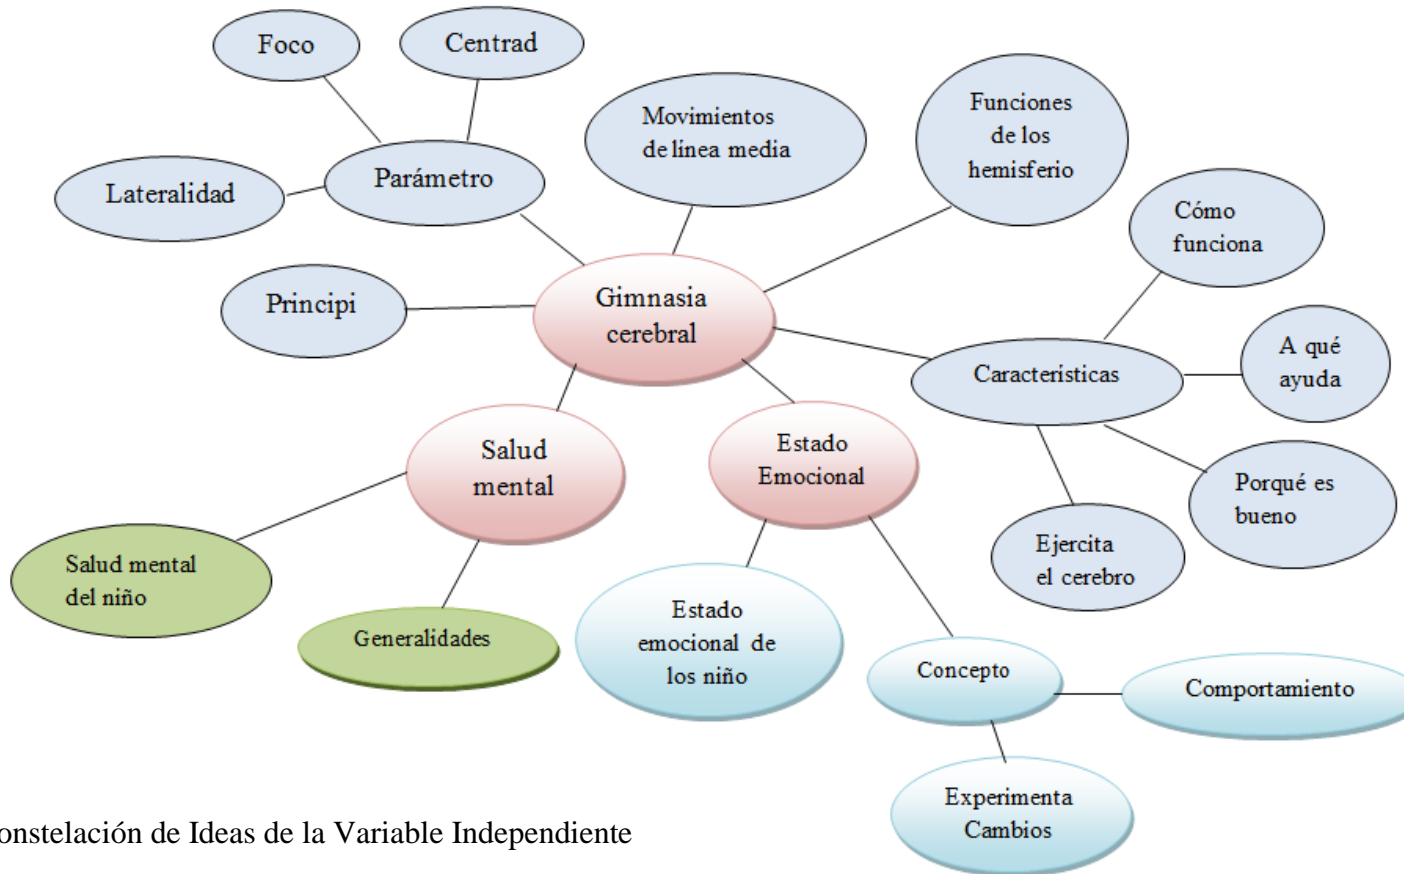 Foco
Centrad
Movimientos
de línea media
Funciones
de los
hemisferio
Lateralidad
Parámetro
Cómo
funciona
Principi
Gimnasia
cerebral
Características
A qué
ayuda
Salud
mental
Estado
Emocional
Porqué es
bueno
Ejercita
el cerebro
Salud mental
del niño
Generalidades
Estado
emocional de
los niño
Concepto
Comportamiento
Experimenta
Cambios
onstelación de Ideas de la Variable Independiente